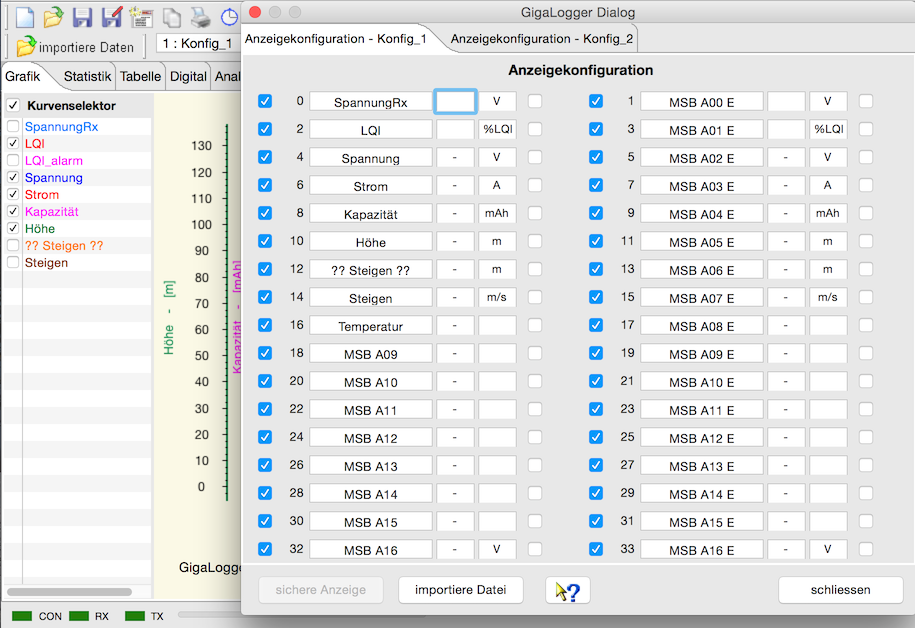 GigaLogger Dialog
importiere Daten
1 : Konfig_1
Anzeigekonfiguration - Konfig_1
Anzeigekonfiguration - Konfig_2
Grafik
Statistik
Tabelle
Digital
Anal
Kurvenselektor
SpannungRx
LQI
LQI_alarm
Spannung
Strom
Kapazität
Höhe
?? Steigen ??
Steigen
130
120
110
100
90
80
70
60
50
40
30
20
10
0
Höhe - [m]
Kapazität - [mAh]
GigaLogge
Anzeigekonfiguration
0 SpannungRx V 1 MSB A00 E V
2 LQI %LQI 3 MSB A01 E %LQI
4 Spannung - V 5 MSB A02 E - V
6 Strom - A 7 MSB A03 E - A
8 Kapazität - mAh 9 MSB A04 E - mAh
10 Höhe - m 11 MSB A05 E - m
12 ?? Steigen ?? - m 13 MSB A06 E - m
14 Steigen - m/s 15 MSB A07 E - m/s
16 Temperatur - 17 MSB A08 E -
18 MSB A09 - 19 MSB A09 E -
20 MSB A10 - 21 MSB A10 E -
22 MSB A11 - 23 MSB A11 E -
24 MSB A12 - 25 MSB A12 E -
26 MSB A13 - 27 MSB A13 E -
28 MSB A14 - 29 MSB A14 E -
30 MSB A15 - 31 MSB A15 E -
32 MSB A16 - V 33 MSB A16 E - V
sichere Anzeige
importiere Datei
?
schliessen
CON RX TX